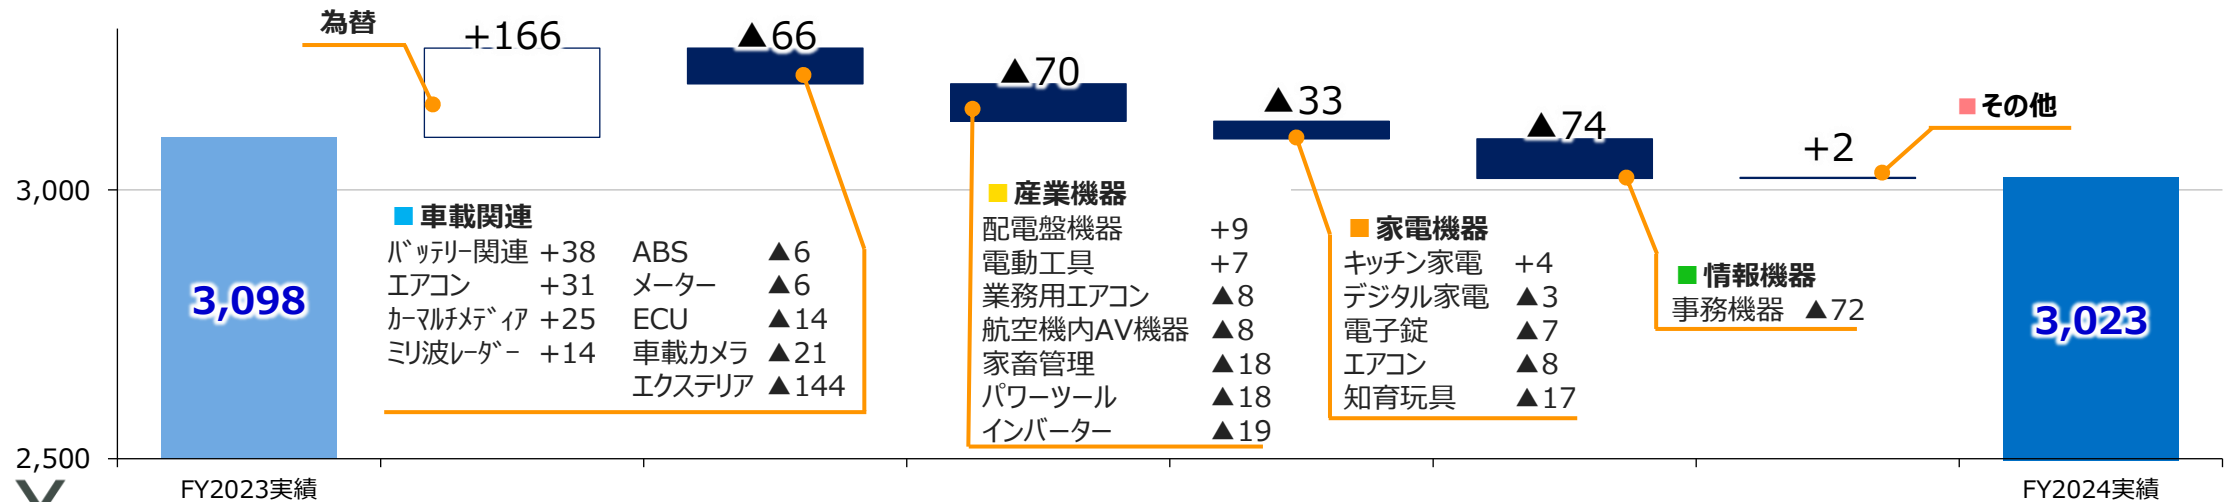 為替
+166
▲66
▲70
▲33
▲74
+2
■その他
3,000
2,500
3,098
FY2023実績
■車載関連
バッテリー関連 +38 ABS ▲6
エアコン +31 メーター ▲6
カーマルチメディア +25 ECU ▲14
ミリ波レーダー +14 車載カメラ ▲21
エクステリア ▲144
■産業機器
配電盤機器 +9
電動工具 +7
業務用エアコン ▲8
航空機内AV機器 ▲8
家畜管理 ▲18
パワーツール ▲18
インバーター ▲19
■家電機器
キッチン家電 +4
デジタル家電 ▲3
電子錠 ▲7
エアコン ▲8
知育玩具 ▲17
■情報機器
事務機器 ▲72
3,023
FY2024実績